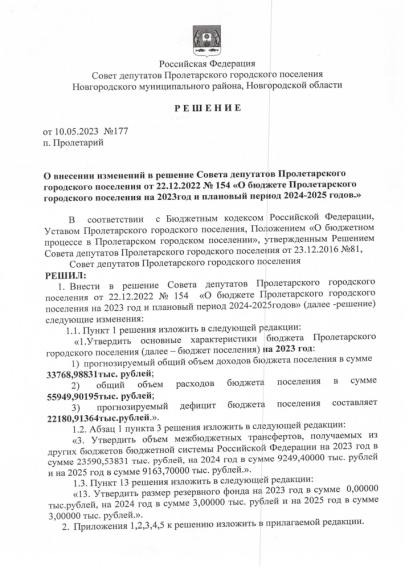 Российская Федерация
Совет депутатов Пролетарского городского поселения
Новгородского муниципального района, Новгородской области
Р Е Ш Е Н И Е
от 10.05.2023 №177
п. Пролетарий
О внесении изменений в решение Совета депутатов Пролетарского
городского поселения от 22.12.2022 № 154 «О бюджете Пролетарского
городского поселения на 2023год и плановый период 2024-2025 годов.»
В соответствии с Бюджетным кодексом Российской Федерации,
Уставом Пролетарского городского поселения, Положением «О бюджетном
процессе в Пролетарском городском поселении», утвержденным Решением
Совета депутатов Пролетарского городского поселения от 23.12.2016 №81,
Совет депутатов Пролетарского городского поселения
РЕШИЛ:
1. Внести в решение Совета депутатов Пролетарского городского
поселения от 22.12.2022 № 154 «О бюджете Пролетарского городского
поселения на 2023 год и плановый период 2024-2025годов» (далее -решение)
следующие изменения:
1.1. Пункт 1 решения изложить в следующей редакции:
«1.Утвердить основные характеристики бюджета Пролетарского
городского поселения (далее – бюджет поселения) на 2023 год:
1) прогнозируемый общий объем доходов бюджета поселения в сумме
33768,98831тыс. рублей;
2) общий объем расходов бюджета поселения в сумме
55949,90195тыс. рублей;
3) прогнозируемый дефицит бюджета поселения составляет
22180,91364тыс.рублей.».
1.2. Абзац 1 пункта 3 решения изложить в следующей редакции:
«3. Утвердить объем межбюджетных трансфертов, получаемых из
других бюджетов бюджетной системы Российской Федерации на 2023 год в
сумме 23590,53831 тыс. рублей, на 2024 год в сумме 9249,40000 тыс. рублей
и на 2025 год в сумме 9163,70000 тыс. рублей.».
1.3. Пункт 13 решения изложить в следующей редакции:
«13. Утвердить размер резервного фонда на 2023 год в сумме 0,00000
тыс.рублей, на 2024 год в сумме 3,00000 тыс. рублей и на 2025 год в сумме
3,00000 тыс. рублей.».
2. Приложения 1,2,3,4,5 к решению изложить в прилагаемой редакции.